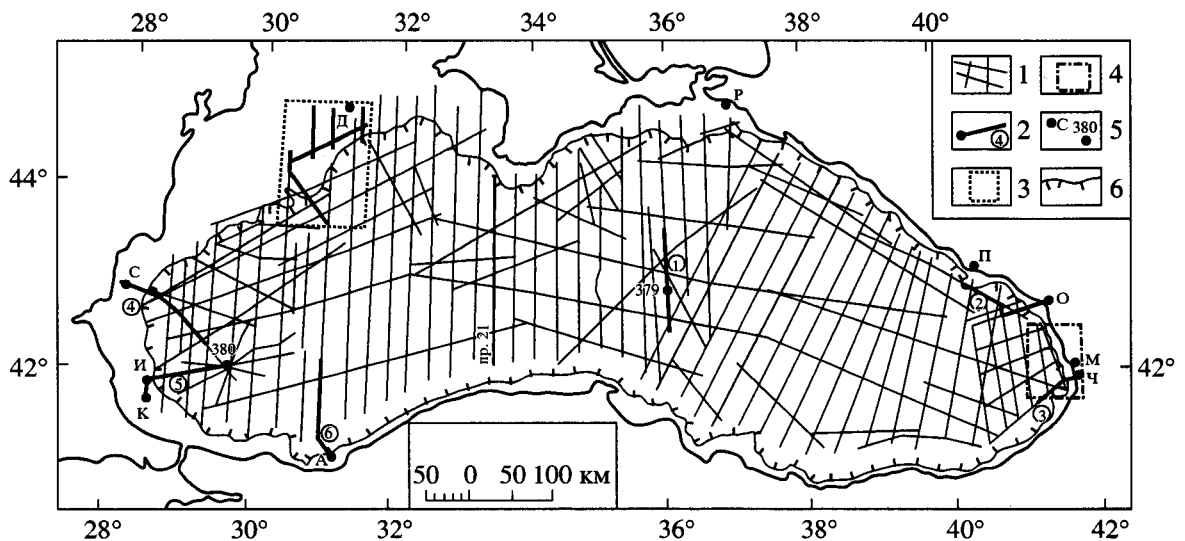 28° 30° 32° 34° 36° 38° 40°
1 4
2 ④ С 380 5
3 6
Р
Д
44°
С
П
①
④
379
② О
380
пр. 21
42° И М 42°
⑤ Ч
К ③
⑥
А
50 0 50 100 км
28° 30° 32° 36° 38° 40° 42°